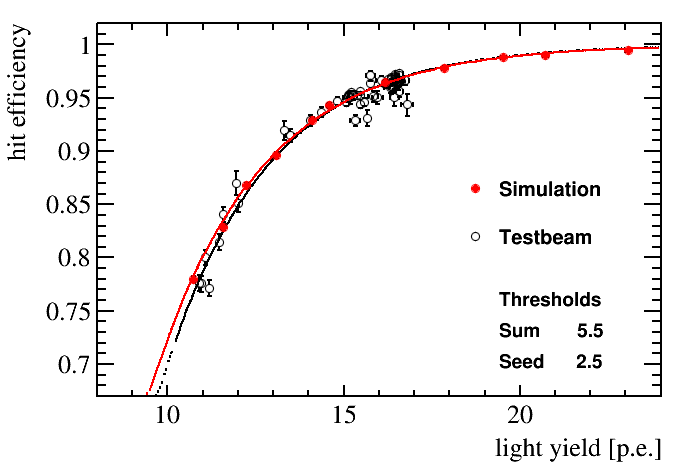 hit efficiency
1
0.95
0.9
0.85
0.8
0.75
0.7
Simulation
Testbeam
Thresholds
Sum 5.5
Seed 2.5
10 15 20
light yield [p.e.]